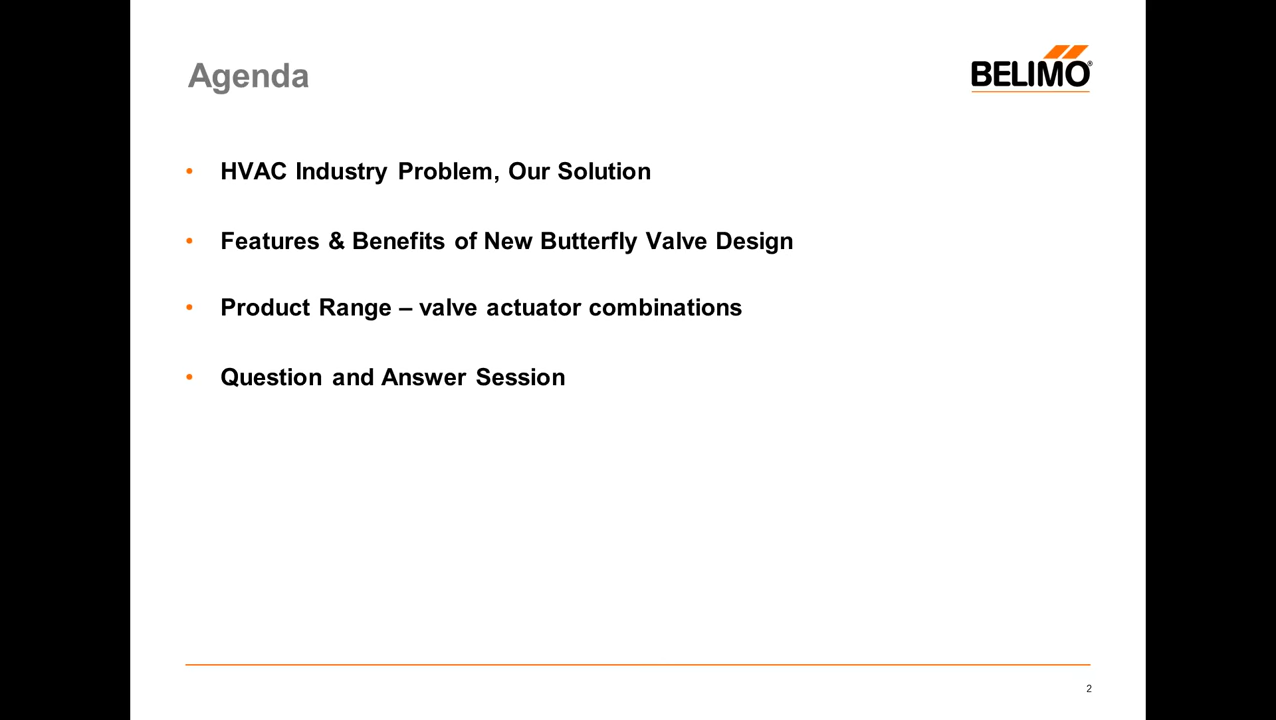 Agenda
BELIMO®
• HVAC Industry Problem, Our Solution
• Features & Benefits of New Butterfly Valve Design
• Product Range – valve actuator combinations
• Question and Answer Session
2